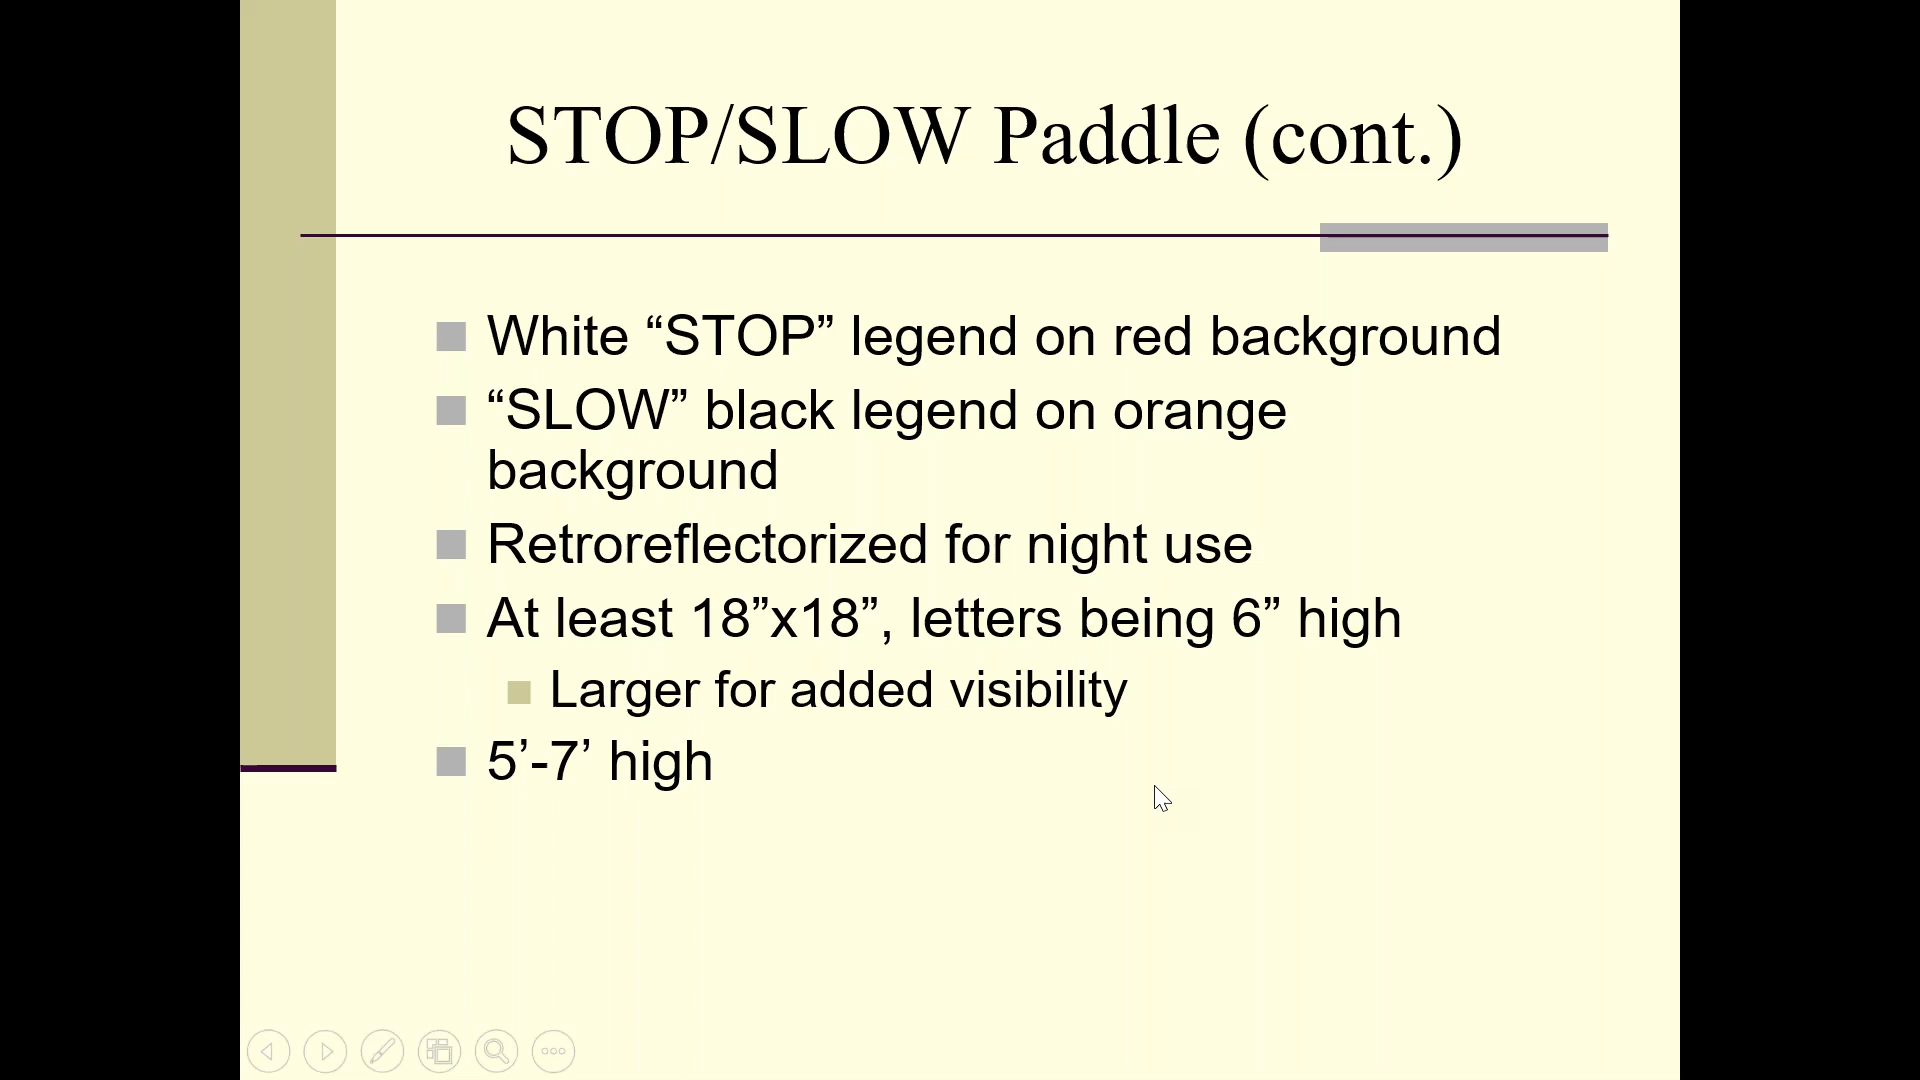 STOP/SLOW Paddle (cont.)
White “STOP” legend on red background
“SLOW” black legend on orange
background
Retroreflectorized for night use
At least 18”x18”, letters being 6” high
Larger for added visibility
5’-7’ high